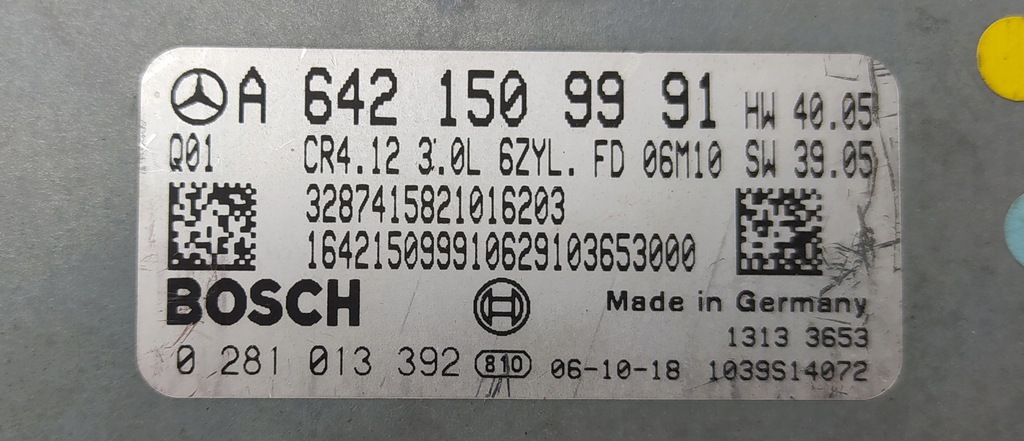 A 642 150 99 91 HW 40.05
Q01 CR4.12 3.0L 6ZYL. FD 06M10 SW 39.05
3287415821016203
164215099910629103653000
BOSCH Made in Germany
1313 3653
0 281 013 392 810 06-10-18 1039S14072